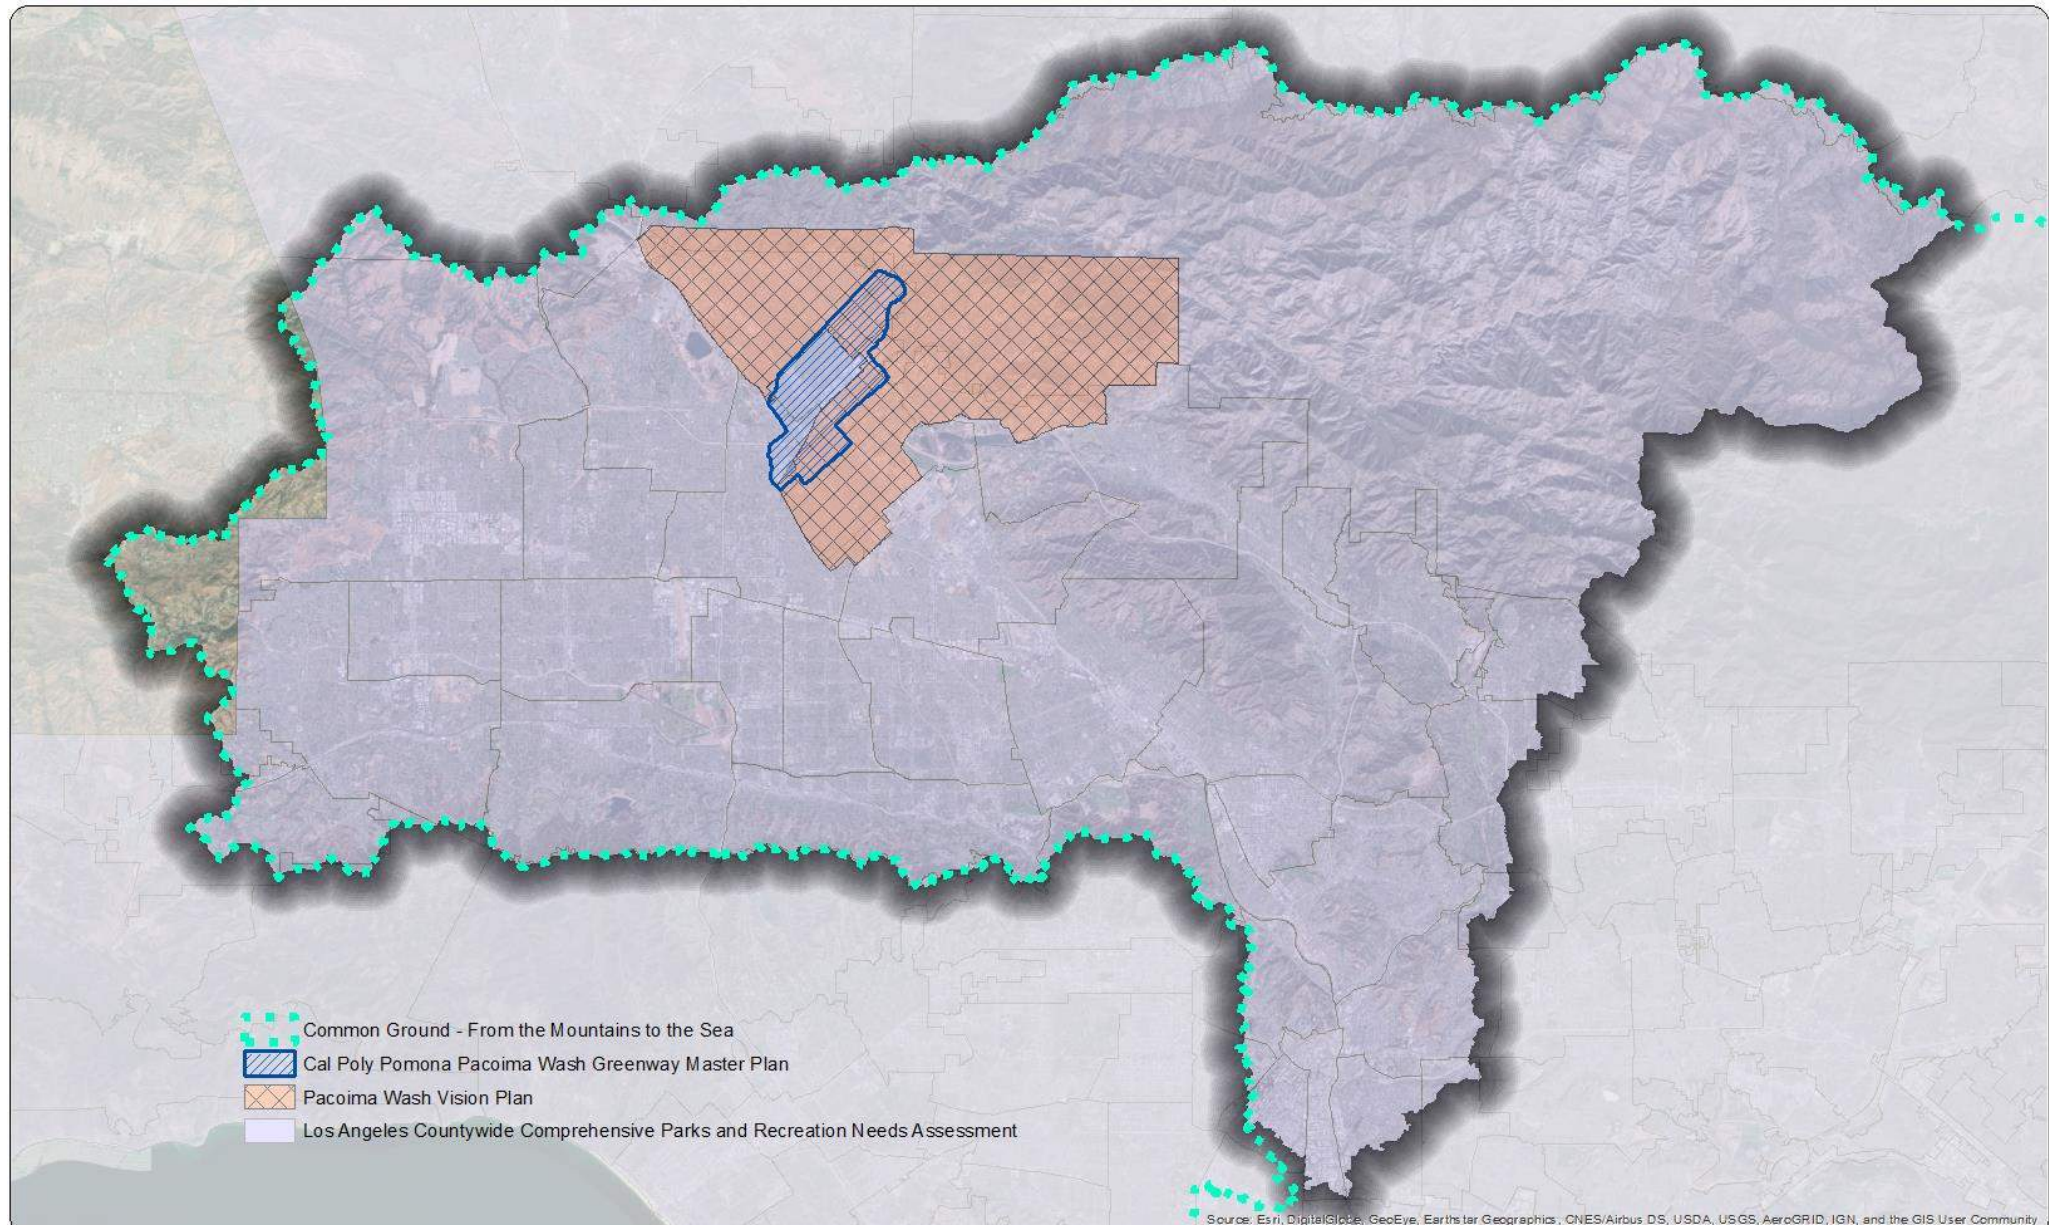 Common Ground - From the Mountains to the Sea
Cal Poly Pomona Pacoima Wash Greenway Master Plan
Pacoima Wash Vision Plan
Los Angeles Countywide Comprehensive Parks and Recreation Needs Assessment
Source: Esri, DigitalGlobe, GeoEye, Earthstar Geographics, CNES/Airbus DS, USDA, USGS, AeroGRID, IGN, and the GIS User Community